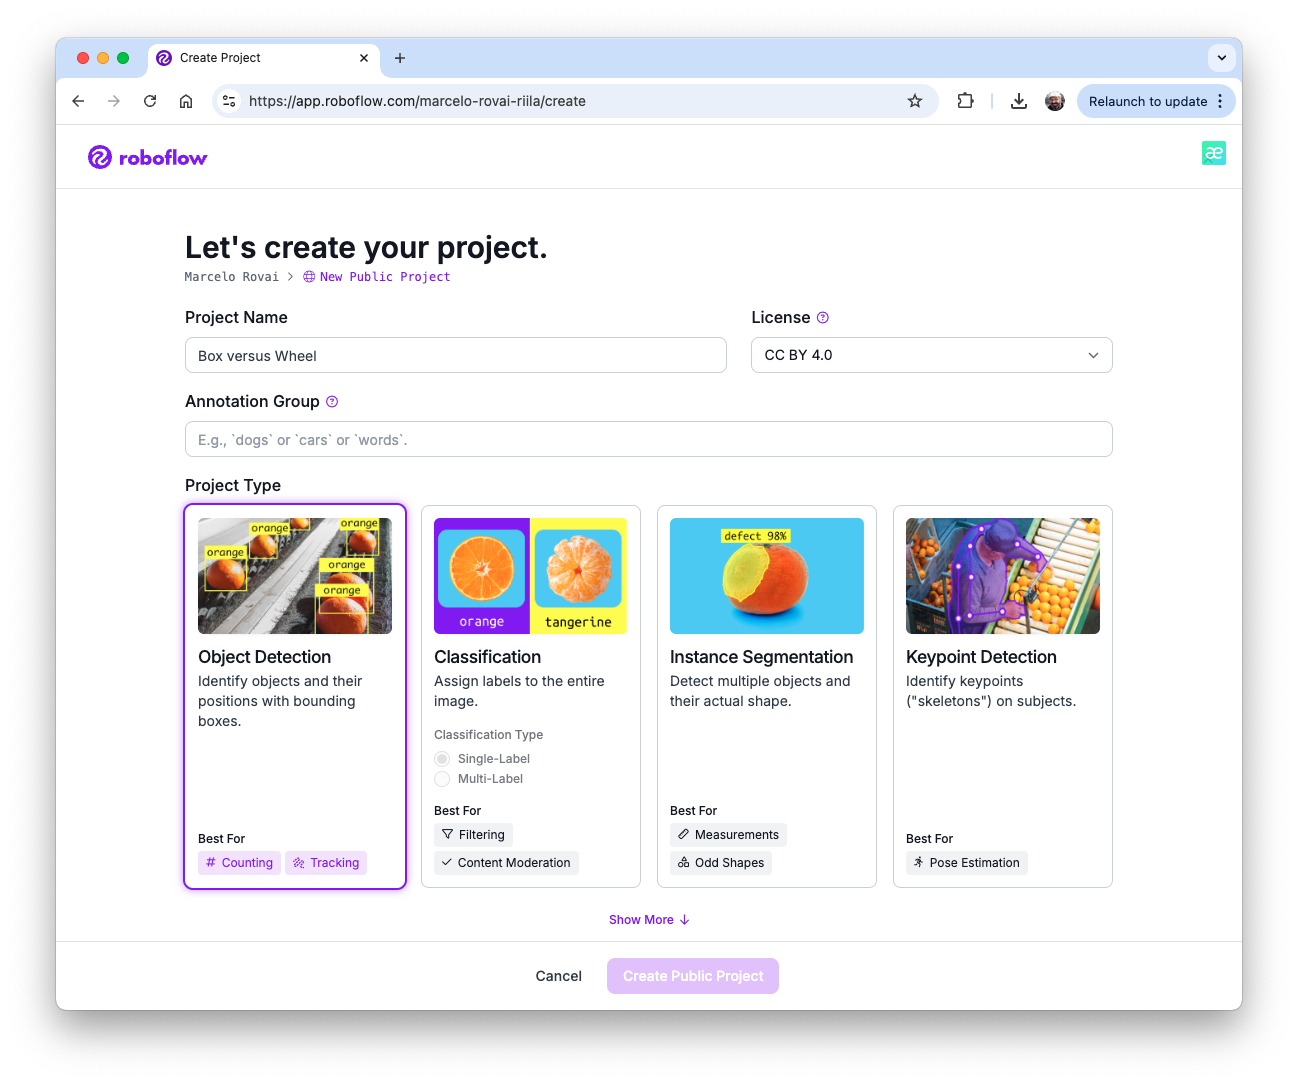 Create Project
https://app.roboflow.com/marcelo-rovai-riila/create
Relaunch to update
roboflow
æ
Let's create your project.
Marcelo Rovai > New Public Project
Project Name
License
Box versus Wheel
CC BY 4.0
Annotation Group
E.g., `dogs` or `cars` or `words`.
Project Type
orange
orange
orange
orange
orange
Object Detection
Identify objects and their
positions with bounding
boxes.
Best For
# Counting
Tracking
orange
tangerine
Classification
Assign labels to the entire
image.
Classification Type
Single-Label
Multi-Label
Best For
Filtering
Content Moderation
defect 98%
Instance Segmentation
Detect multiple objects and
their actual shape.
Best For
Measurements
Odd Shapes
Keypoint Detection
Identify keypoints
("skeletons") on subjects.
Best For
Pose Estimation
Show More ↓
Cancel
Create Public Project